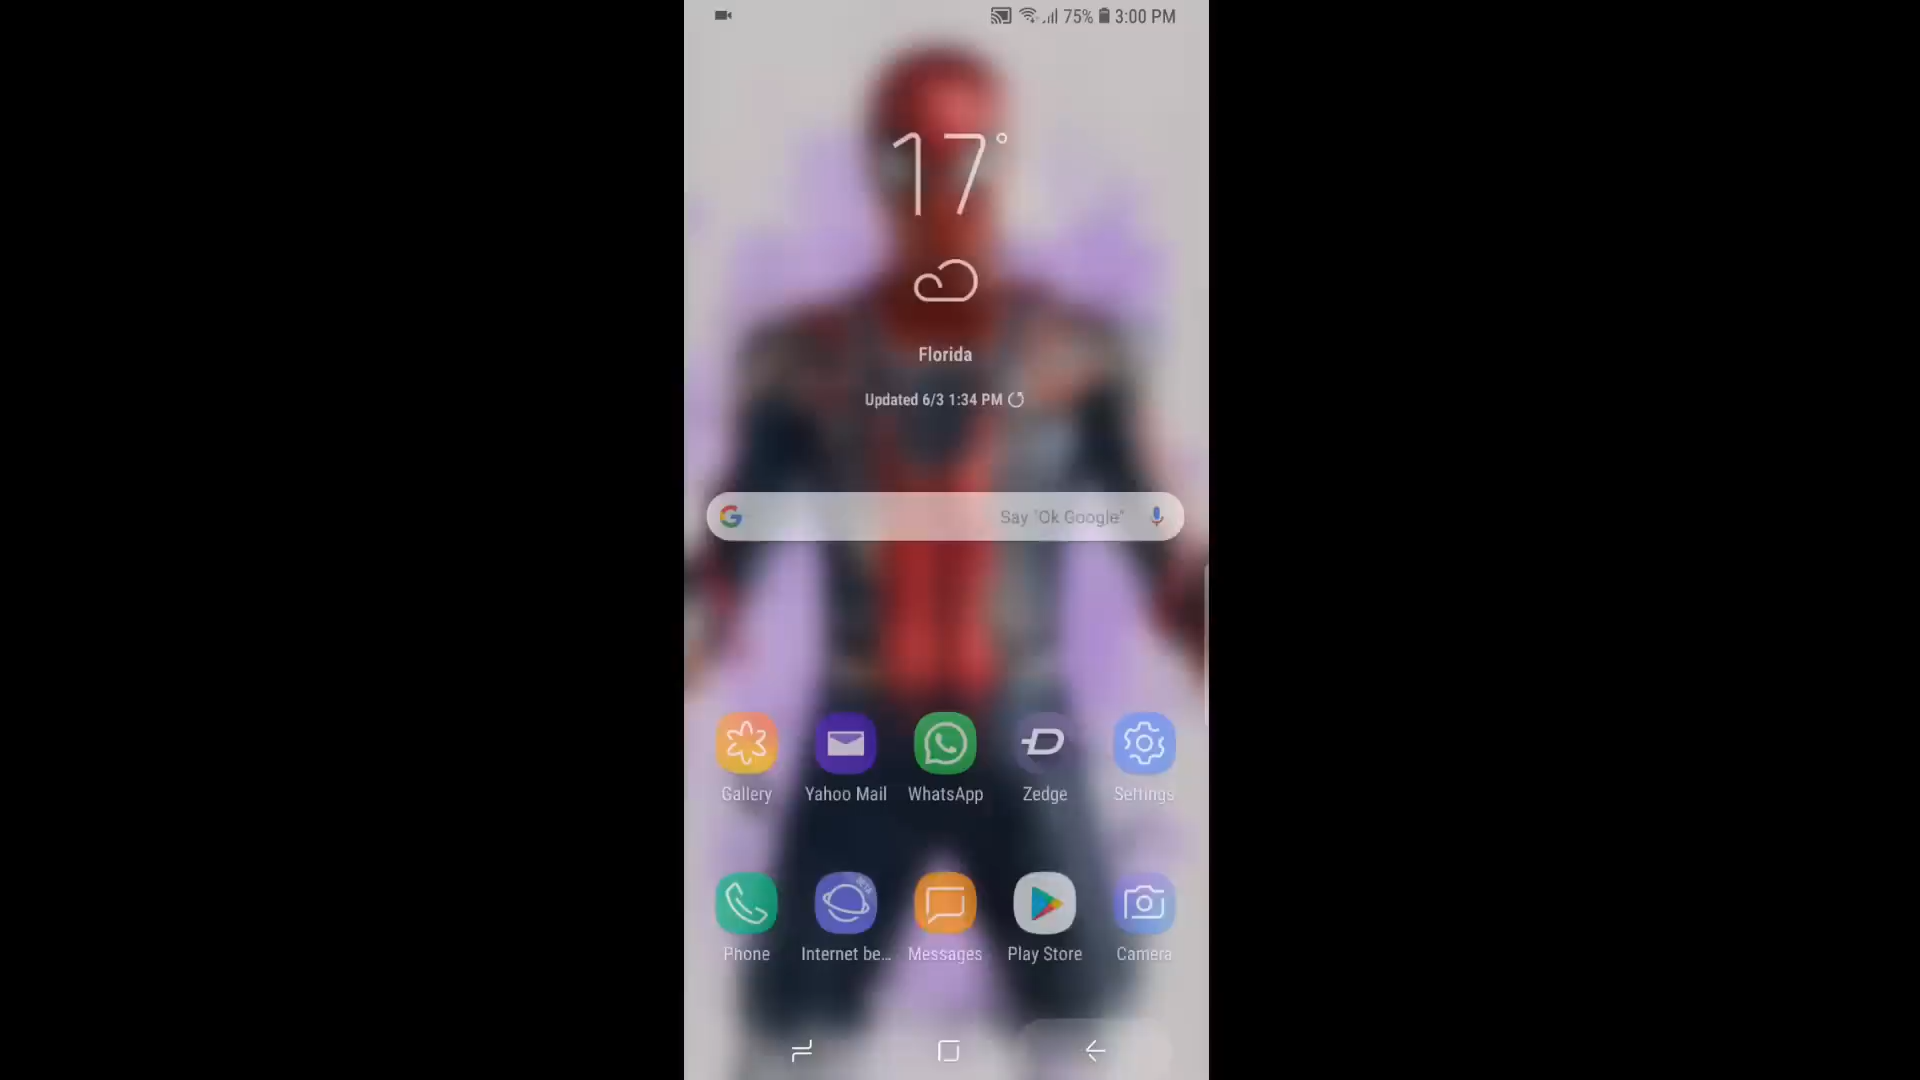 75% 3:00 PM
17°
Florida
Updated 6/3 1:34 PM
G Say "Ok Google"
Gallery Yahoo Mail WhatsApp Zedge Settings
BETA
Phone Internet be... Messages Play Store Camera